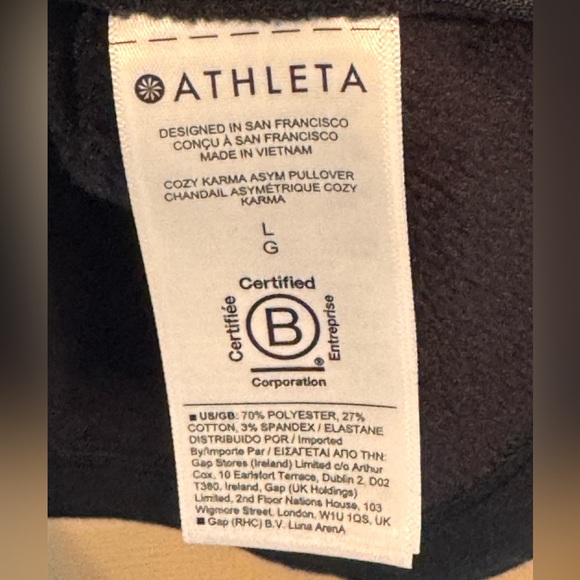 ATHLETA
DESIGNED IN SAN FRANCISCO
CONÇU À SAN FRANCISCO
MADE IN VIETNAM
COZY KARMA ASYM PULLOVER
CHANDAIL ASYMÉTRIQUE COZY
KARMA
L
G
Certified
Certifiée
B
Entreprise
®
Corporation
■ US/GB: 70% POLYESTER, 27%
COTTON, 3% SPANDEX / ELASTANE
DISTRIBUIDO POR / Imported
By/Importe Par / ΕΙΣΑΓΕΤΑΙ ΑΠΟ ΤΗΝ:
Gap Stores (Ireland) Limited c/o Arthur
Cox, 10 Earlsfort Terrace, Dublin 2, D02
T380, Ireland, Gap (UK Holdings)
Limited, 2nd Floor Nations House, 103
Wigmore Street, London, W1U 1QS, UK
■ Gap (RHC) B.V. Luna ArenA